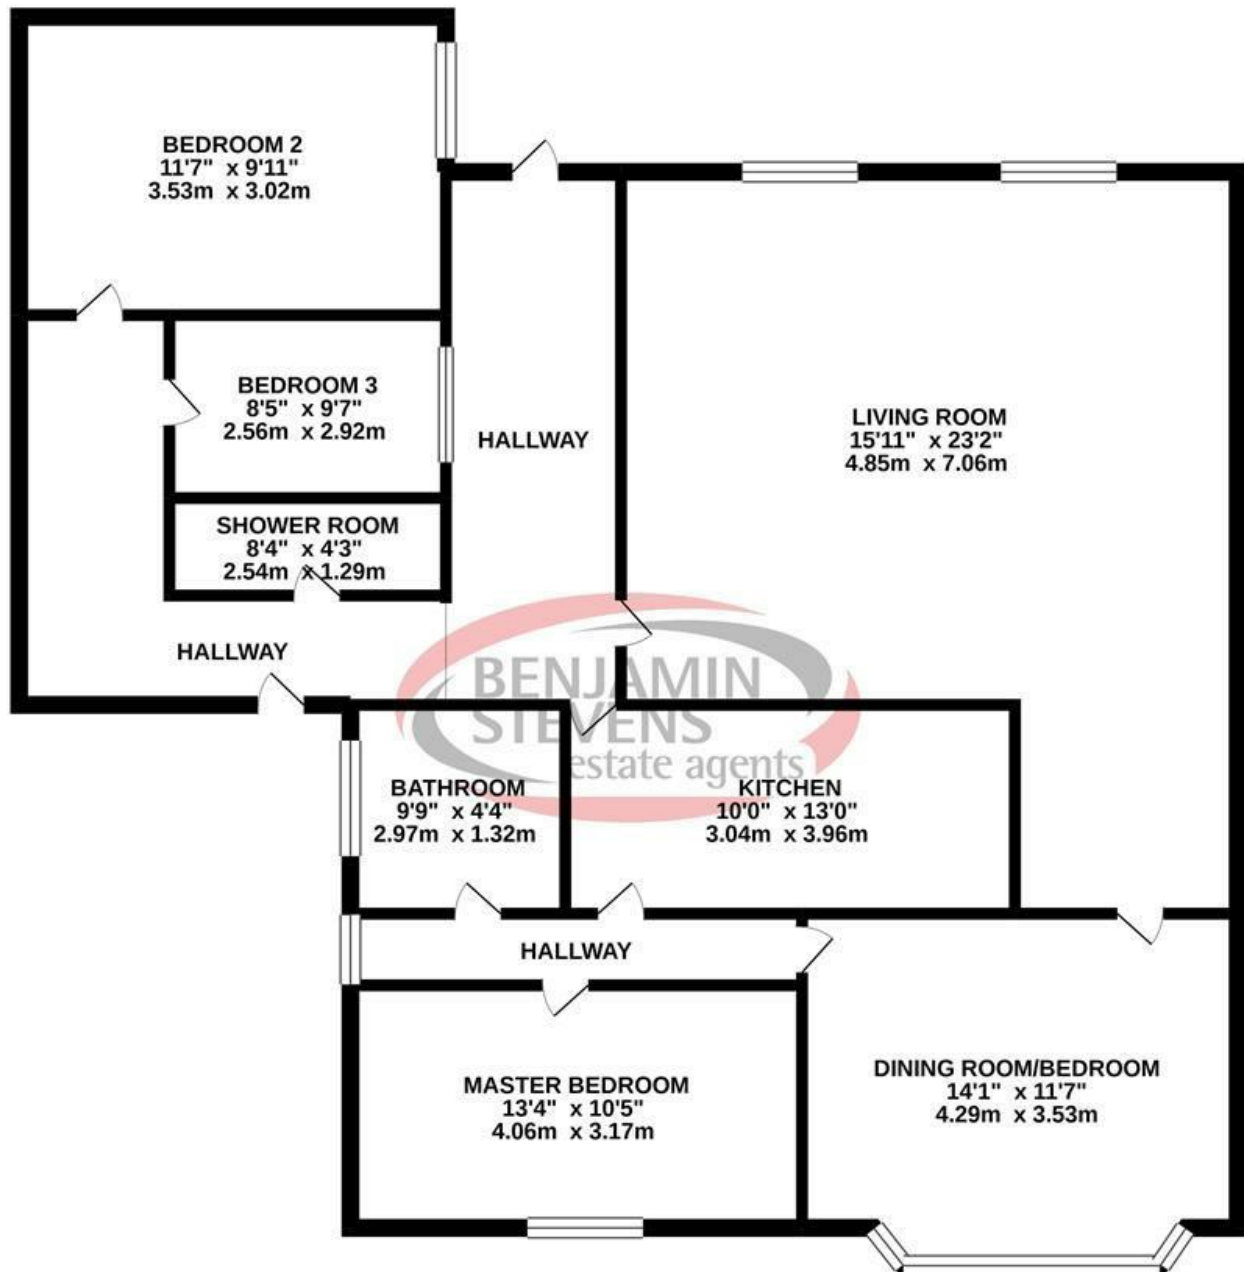 BEDROOM 2
11'7" x 9'11"
3.53m x 3.02m
BEDROOM 3
8'5" x 9'7"
2.56m x 2.92m
HALLWAY
LIVING ROOM
15'11" x 23'2"
4.85m x 7.06m
SHOWER ROOM
8'4" x 4'3"
2.54m x 1.29m
HALLWAY
BENJAMIN
STEVENS
estate agents
BATHROOM
9'9" x 4'4"
2.97m x 1.32m
KITCHEN
10'0" x 13'0"
3.04m x 3.96m
HALLWAY
MASTER BEDROOM
13'4" x 10'5"
4.06m x 3.17m
DINING ROOM/BEDROOM
14'1" x 11'7"
4.29m x 3.53m